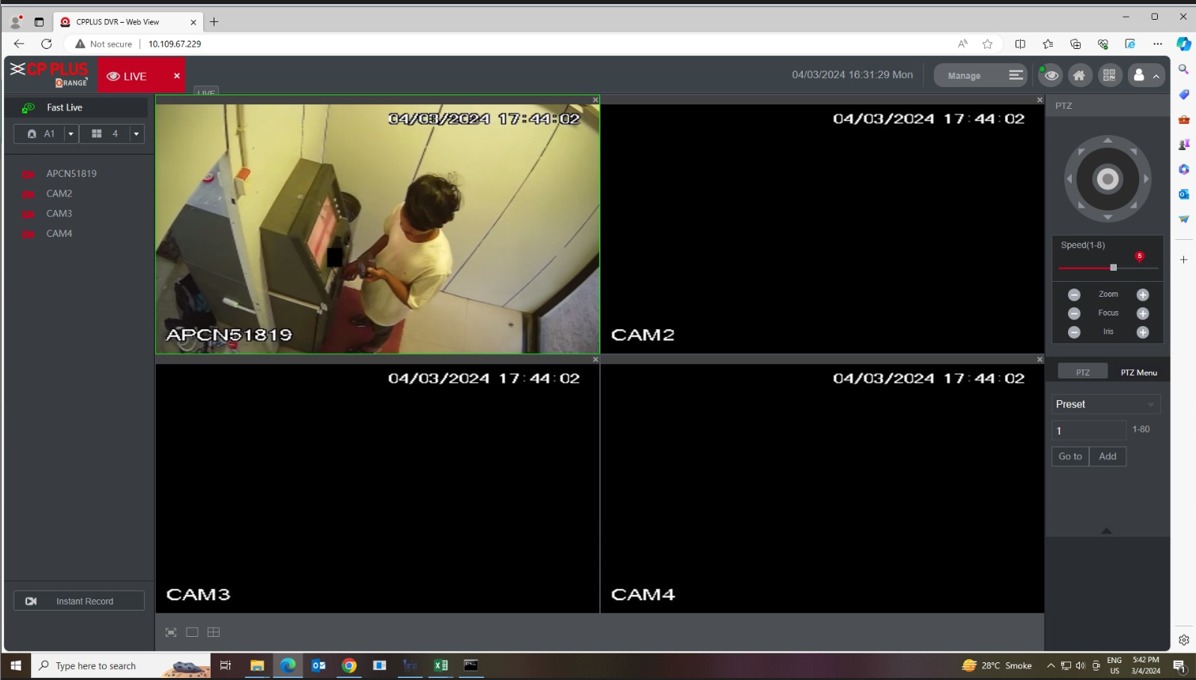 CPPLUS DVR – Web View
Not secure
10.109.67.229
CP PLUS
ORANGE
LIVE
04/03/2024 16:31:29 Mon
Manage
LIVE
Fast Live
A1
4
APCN51819
CAM2
CAM3
CAM4
04/03/2024 17:44:02
APCN51819
04/03/2024 17:44:02
CAM2
04/03/2024 17:44:02
CAM3
04/03/2024 17:44:02
CAM4
PTZ
Speed(1-8)
Zoom
Focus
Iris
PTZ
PTZ Menu
Preset
1
1-80
Go to
Add
Instant Record
Type here to search
28°C Smoke
ENG
US
5:42 PM
3/4/2024